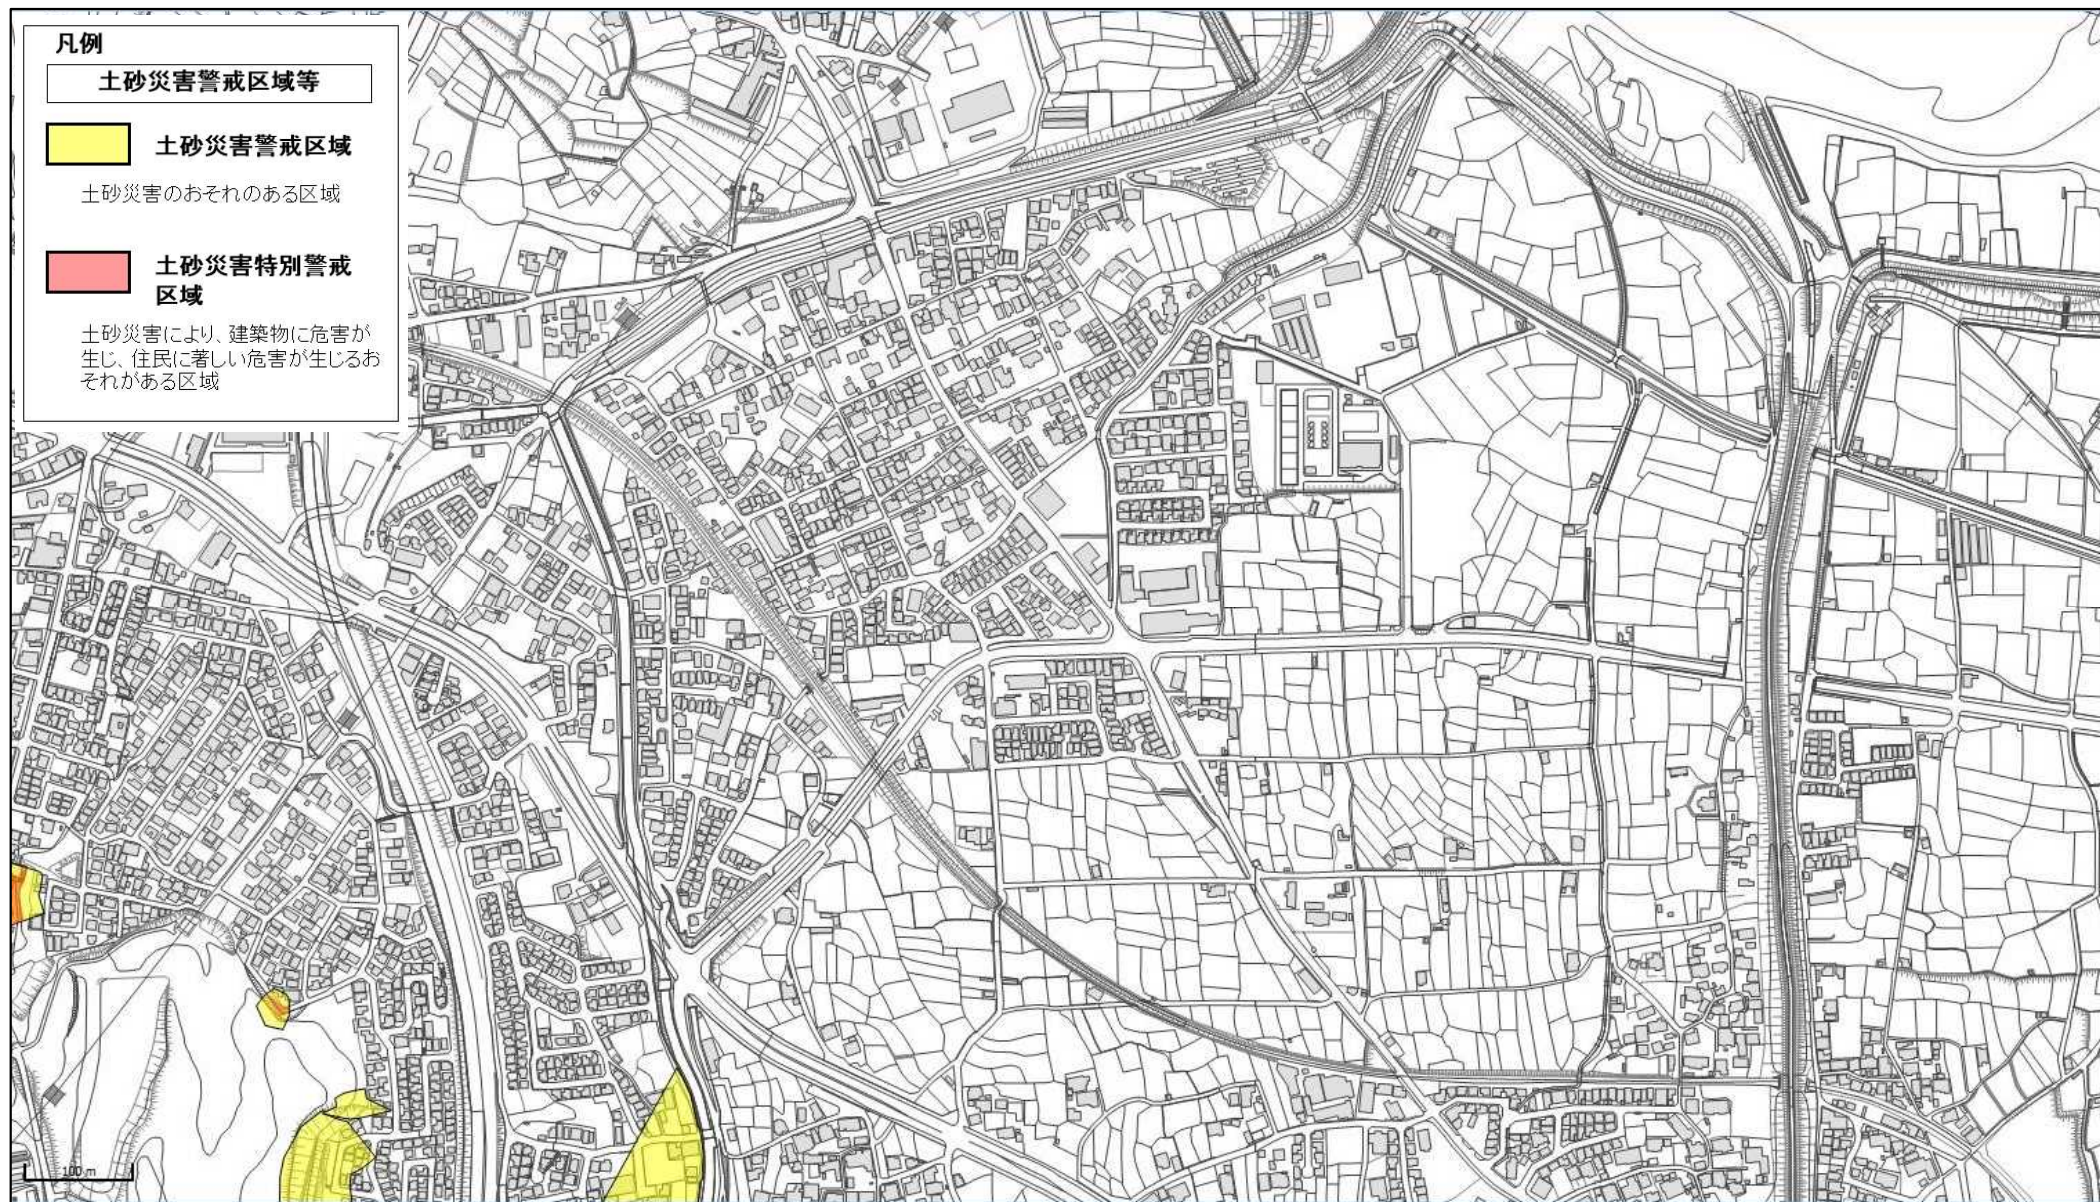 凡例
土砂災害警戒区域等
土砂災害警戒区域
土砂災害のおそれのある区域
土砂災害特別警戒
区域
土砂災害により、建築物に危害が
生じ、住民に著しい危害が生じるお
それがある区域
100 m